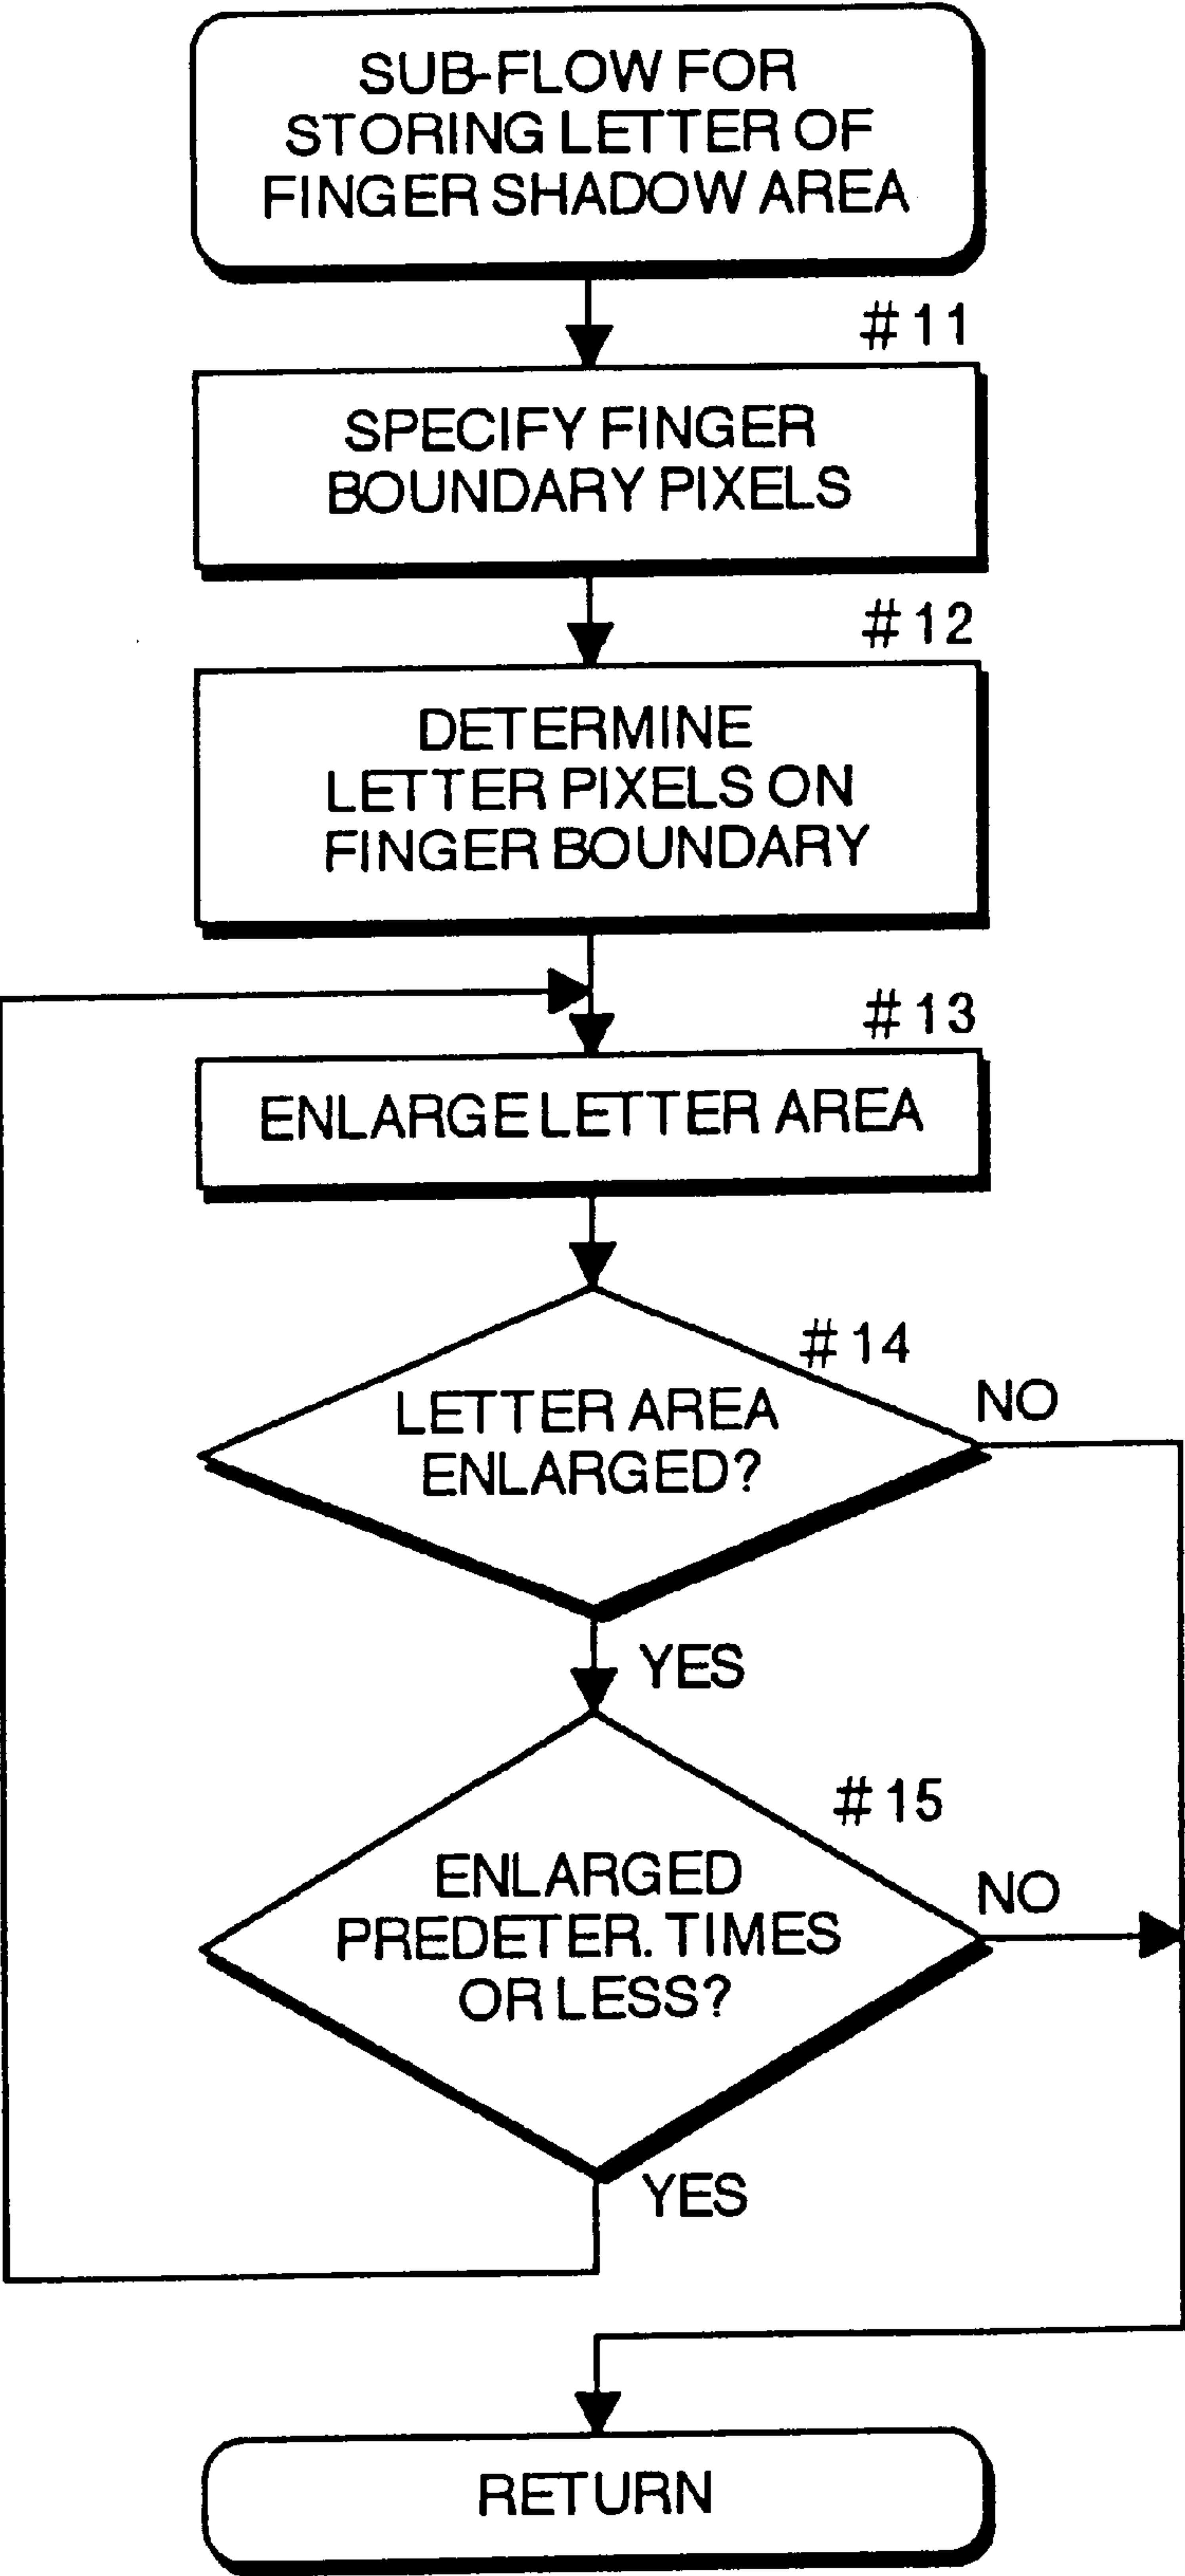 SUB-FLOW FOR
STORING LETTER OF
FINGER SHADOW AREA
#11
SPECIFY FINGER
BOUNDARY PIXELS
#12
DETERMINE
LETTER PIXELS ON
FINGER BOUNDARY
#13
ENLARGE LETTER AREA
#14
LETTER AREA
ENLARGED?
NO
YES
#15
ENLARGED
PREDETER. TIMES
OR LESS?
NO
YES
RETURN